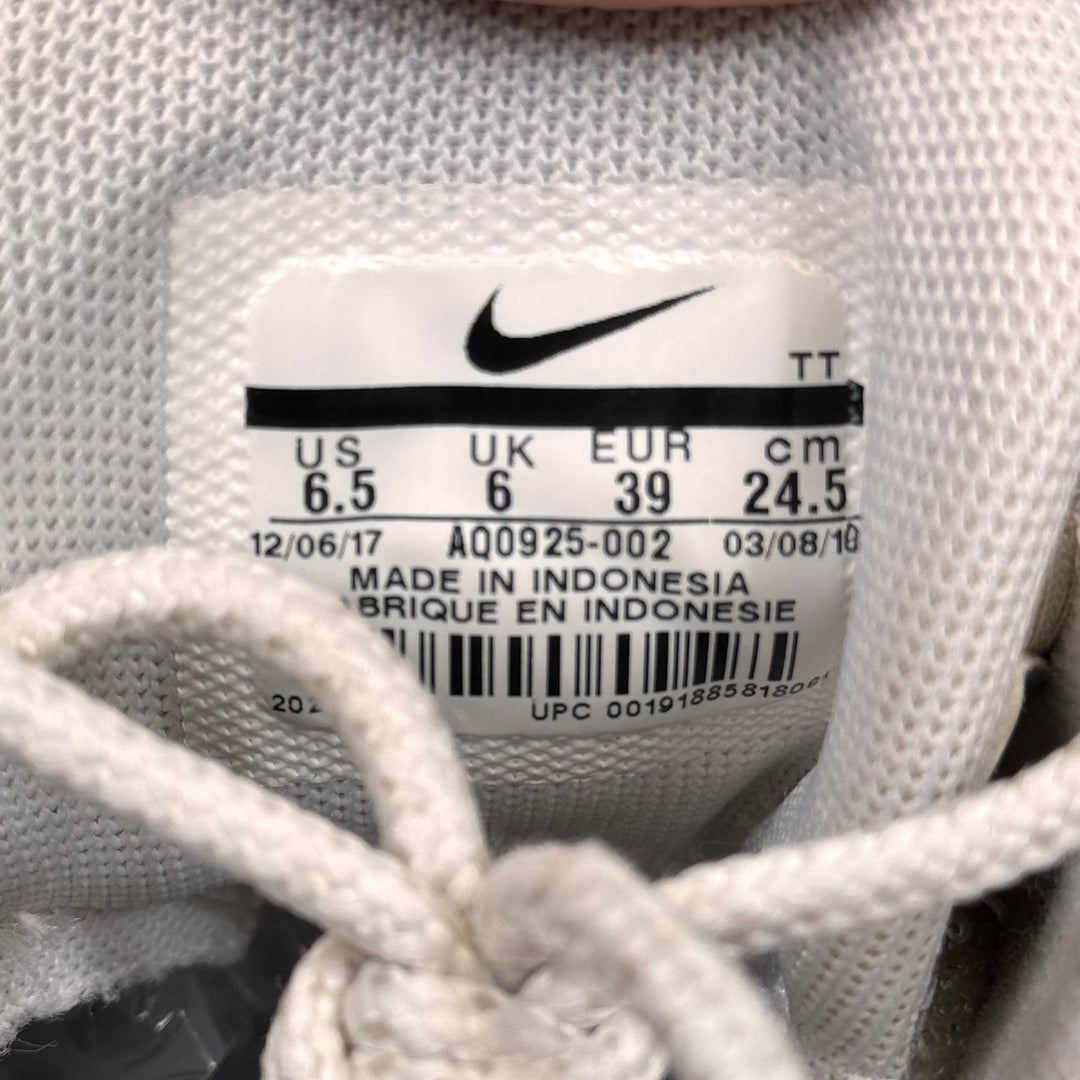 TT
US UK EUR cm
6.5 6 39 24.5
12/06/17 AQ0925-002 03/08/18
MADE IN INDONESIA
BRIQUE EN INDONESIE
UPC 00191885818061